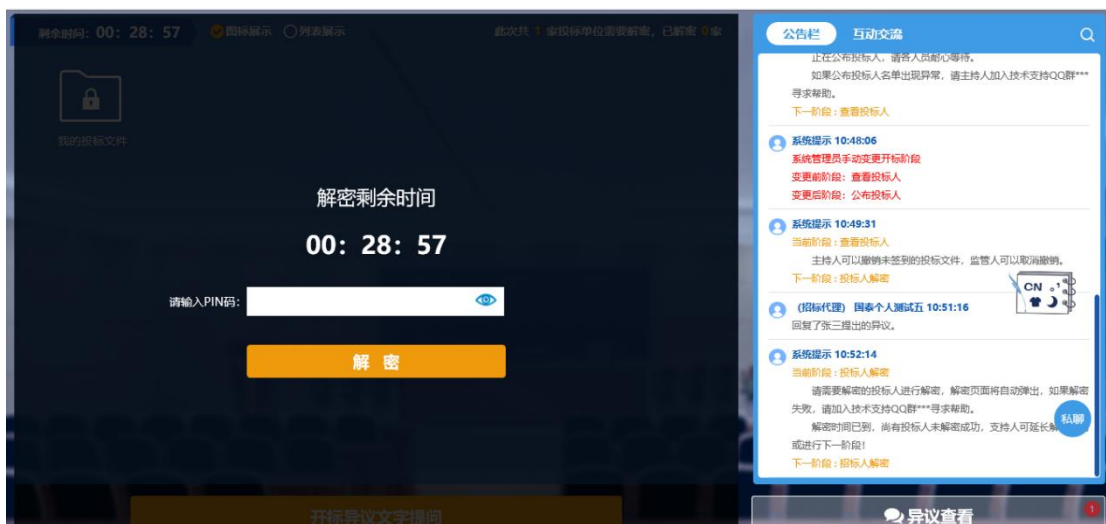 剩余时间: 00: 28: 57 图标展示 列表展示 此次共 1 家投标单位需要解密, 已解密 0家
我的投标文件
解密剩余时间
00: 28: 57
请输入PIN码:
解 密
开标异议文字提问
公告栏 互动交流
正在公布投标人, 请各人员耐心等待。
如果公布投标人名单出现异常, 请主持人加入技术支持QQ群***
寻求帮助。
下一阶段 : 查看投标人
系统提示 10:48:06
系统管理员手动变更开标阶段
变更前阶段: 查看投标人
变更后阶段: 公布投标人
系统提示 10:49:31
当前阶段 : 查看投标人
主持人可以撤销未签到的投标文件, 监管人可以取消撤销。
下一阶段 : 投标人解密
CN
(招标代理) 国泰个人测试五 10:51:16
回复了张三提出的异议。
系统提示 10:52:14
当前阶段 : 投标人解密
请需要解密的投标人进行解密, 解密页面将自动弹出, 如果解密
失败, 请加入技术支持QQ群***寻求帮助。
解密时间已到, 尚有投标人未解密成功, 支持人可延长解
或进行下一阶段!
下一阶段 : 招标人解密
私聊
异议查看 1